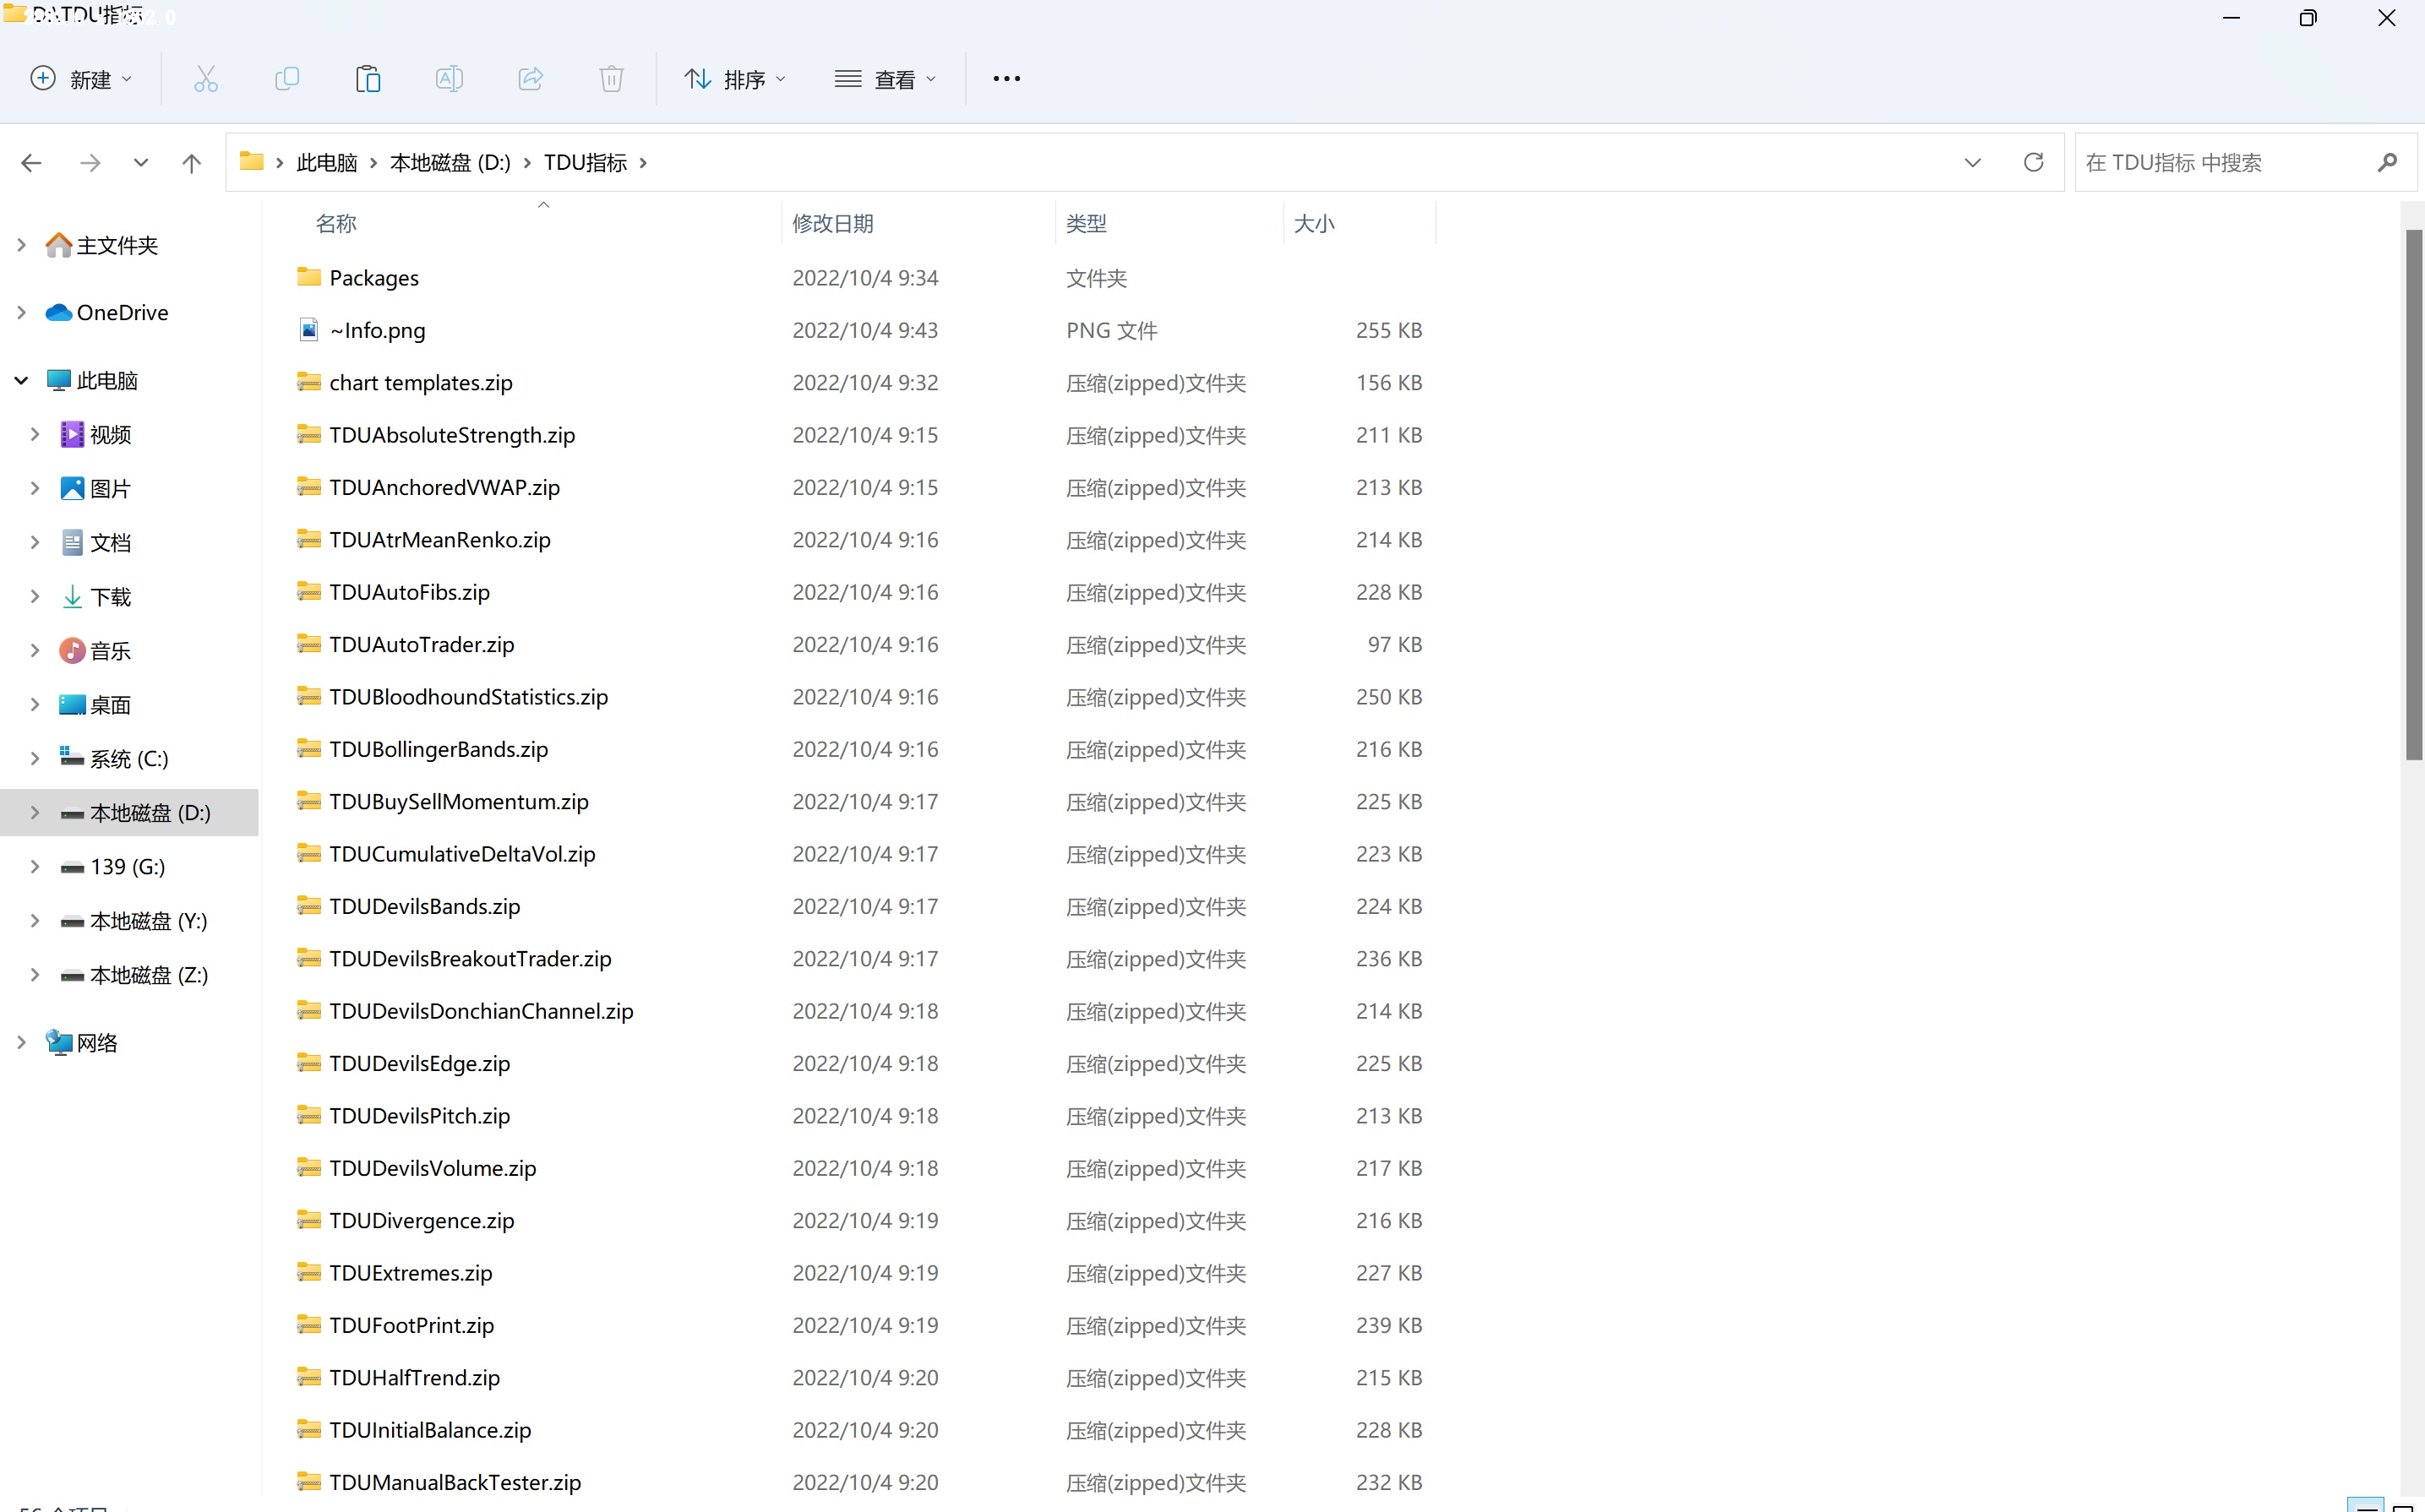 TDU指标
新建
排序
查看
此电脑 本地磁盘 (D:) TDU指标
在 TDU指标 中搜索
名称 修改日期 类型 大小
主文件夹
OneDrive
此电脑
视频
图片
文档
下载
音乐
桌面
系统 (C:)
本地磁盘 (D:)
139 (G:)
本地磁盘 (Y:)
本地磁盘 (Z:)
网络
Packages 2022/10/4 9:34 文件夹
~Info.png 2022/10/4 9:43 PNG 文件 255 KB
chart templates.zip 2022/10/4 9:32 压缩(zipped)文件夹 156 KB
TDUAbsoluteStrength.zip 2022/10/4 9:15 压缩(zipped)文件夹 211 KB
TDUAnchoredVWAP.zip 2022/10/4 9:15 压缩(zipped)文件夹 213 KB
TDUAtrMeanRenko.zip 2022/10/4 9:16 压缩(zipped)文件夹 214 KB
TDUAutoFibs.zip 2022/10/4 9:16 压缩(zipped)文件夹 228 KB
TDUAutoTrader.zip 2022/10/4 9:16 压缩(zipped)文件夹 97 KB
TDUBloodhoundStatistics.zip 2022/10/4 9:16 压缩(zipped)文件夹 250 KB
TDUBollingerBands.zip 2022/10/4 9:16 压缩(zipped)文件夹 216 KB
TDUBuySellMomentum.zip 2022/10/4 9:17 压缩(zipped)文件夹 225 KB
TDUCumulativeDeltaVol.zip 2022/10/4 9:17 压缩(zipped)文件夹 223 KB
TDUDevilsBands.zip 2022/10/4 9:17 压缩(zipped)文件夹 224 KB
TDUDevilsBreakoutTrader.zip 2022/10/4 9:17 压缩(zipped)文件夹 236 KB
TDUDevilsDonchianChannel.zip 2022/10/4 9:18 压缩(zipped)文件夹 214 KB
TDUDevilsEdge.zip 2022/10/4 9:18 压缩(zipped)文件夹 225 KB
TDUDevilsPitch.zip 2022/10/4 9:18 压缩(zipped)文件夹 213 KB
TDUDevilsVolume.zip 2022/10/4 9:18 压缩(zipped)文件夹 217 KB
TDUDivergence.zip 2022/10/4 9:19 压缩(zipped)文件夹 216 KB
TDUExtremes.zip 2022/10/4 9:19 压缩(zipped)文件夹 227 KB
TDUFootPrint.zip 2022/10/4 9:19 压缩(zipped)文件夹 239 KB
TDUHalfTrend.zip 2022/10/4 9:20 压缩(zipped)文件夹 215 KB
TDUInitialBalance.zip 2022/10/4 9:20 压缩(zipped)文件夹 228 KB
TDUManualBackTester.zip 2022/10/4 9:20 压缩(zipped)文件夹 232 KB